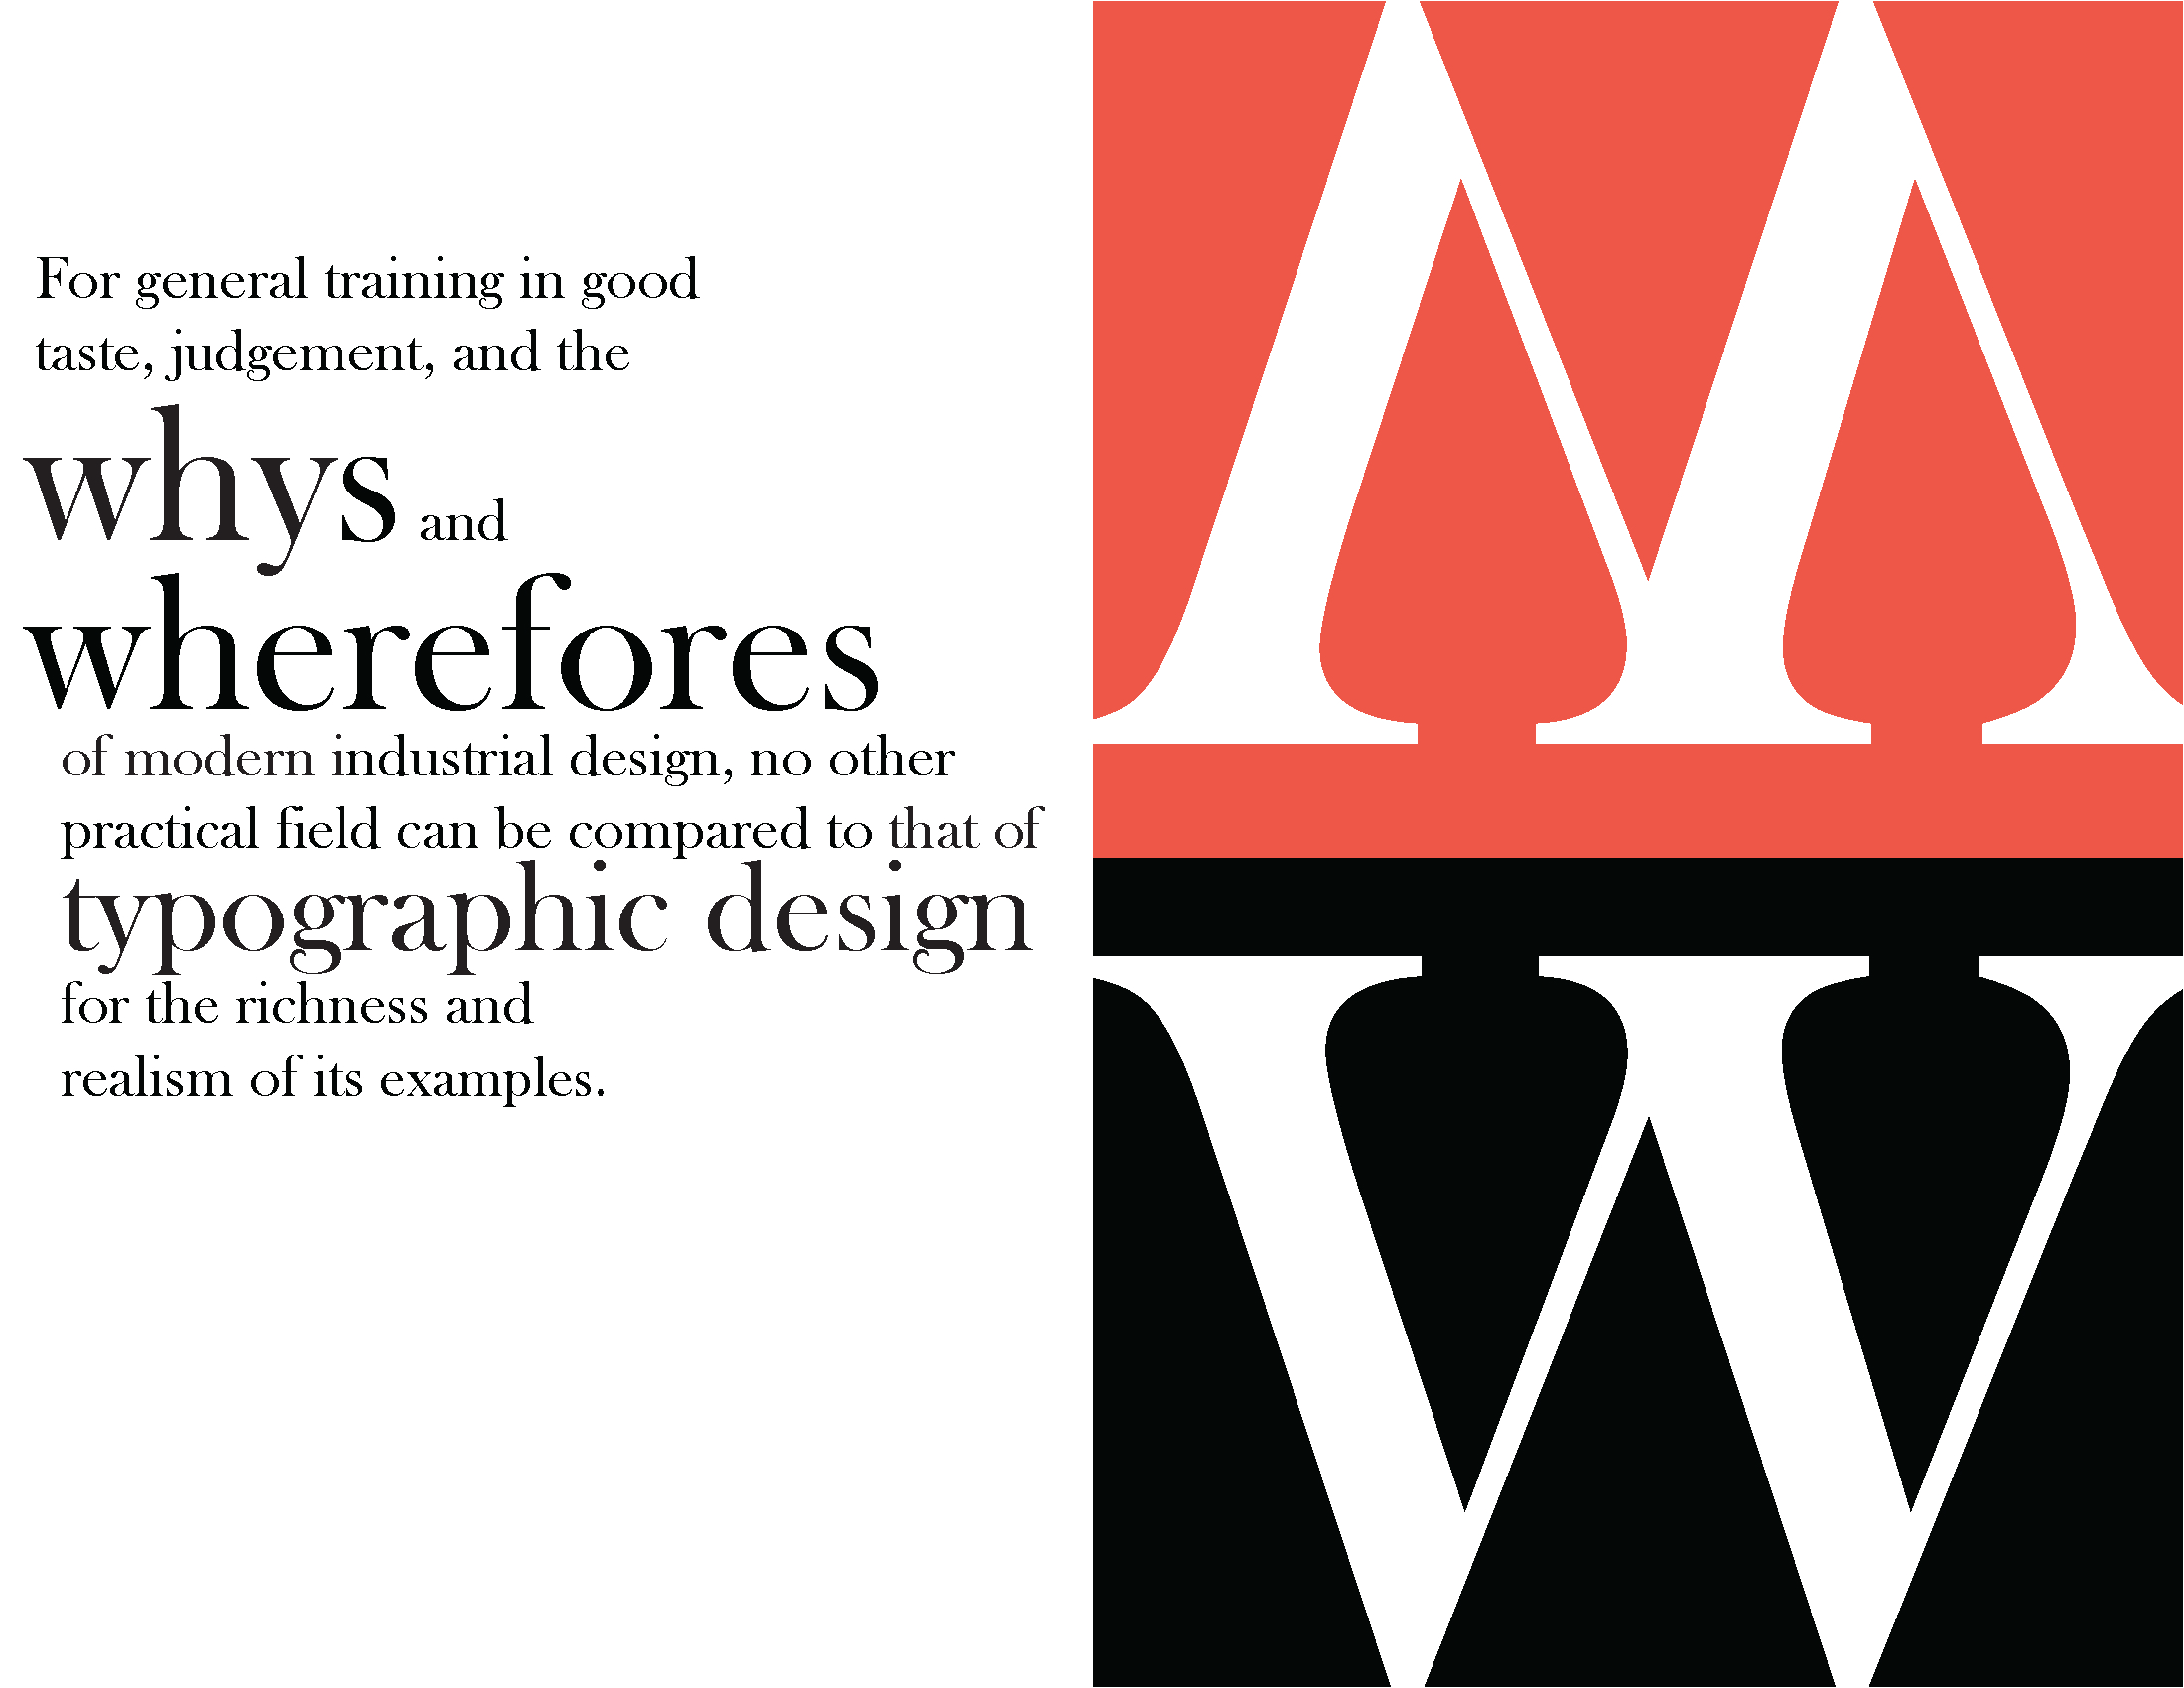 For general training in good
taste, judgement, and the
whys and
wherefores
of modern industrial design, no other
practical field can be compared to that of
typographic design
for the richness and
realism of its examples.
W
W